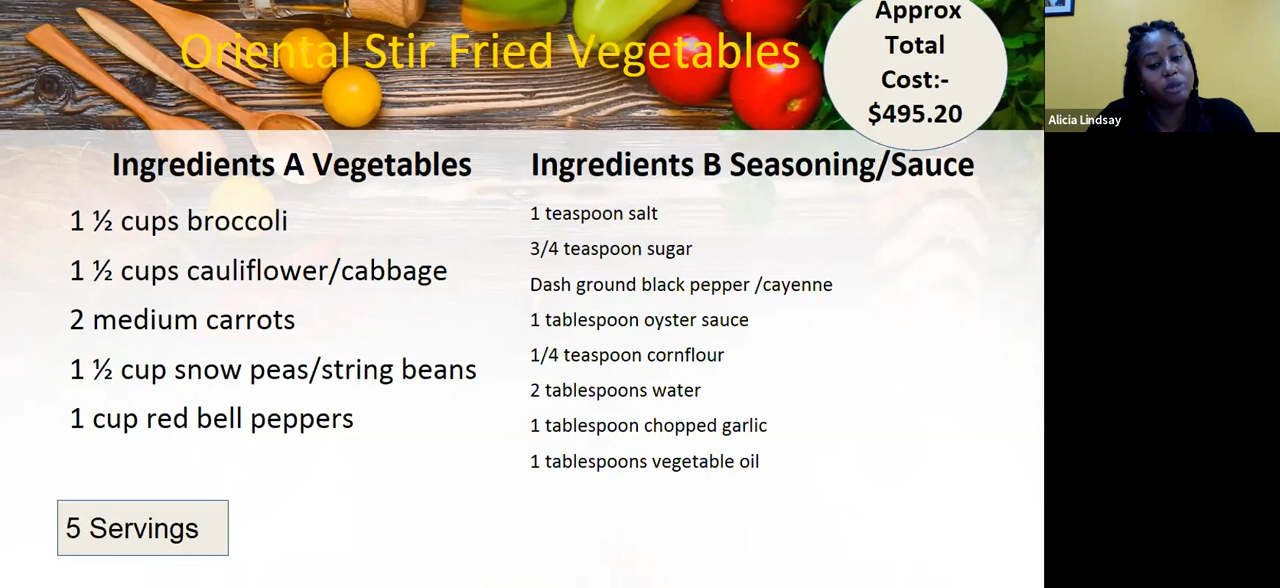 Oriental Stir Fried Vegetables
Approx
Total
Cost:-
$495.20
Alicia Lindsay
Ingredients A Vegetables
1 ½ cups broccoli
1 ½ cups cauliflower/cabbage
2 medium carrots
1 ½ cup snow peas/string beans
1 cup red bell peppers
5 Servings
Ingredients B Seasoning/Sauce
1 teaspoon salt
3/4 teaspoon sugar
Dash ground black pepper /cayenne
1 tablespoon oyster sauce
1/4 teaspoon cornflour
2 tablespoons water
1 tablespoon chopped garlic
1 tablespoons vegetable oil